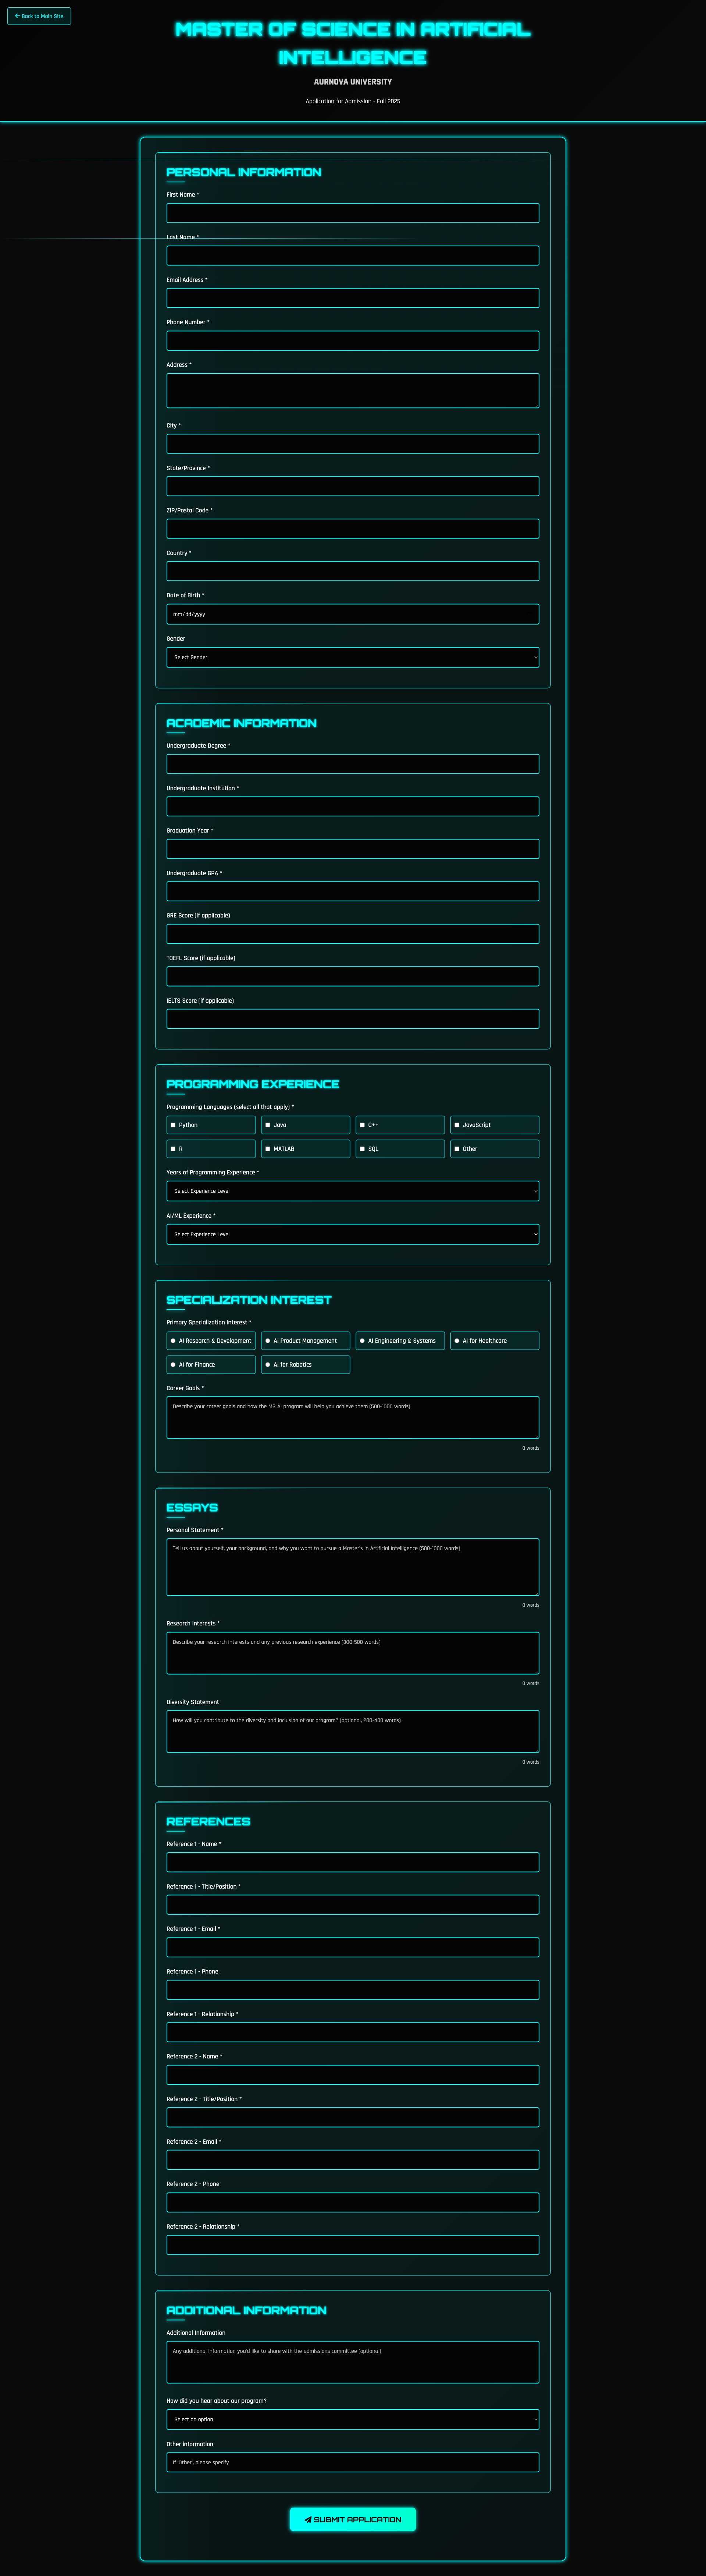 Back to Main Site
MASTER OF SCIENCE IN ARTIFICIAL
INTELLIGENCE
AURNOVA UNIVERSITY
Application for Admission - Fall 2025
PERSONAL INFORMATION
First Name *
Last Name *
Email Address *
Phone Number *
Address *
City *
State/Province *
ZIP/Postal Code *
Country *
Date of Birth *
mm/dd/yyyy
Gender
Select Gender
ACADEMIC INFORMATION
Undergraduate Degree *
Undergraduate Institution *
Graduation Year *
Undergraduate GPA *
GRE Score (if applicable)
TOEFL Score (if applicable)
IELTS Score (if applicable)
PROGRAMMING EXPERIENCE
Programming Languages (select all that apply) *
Python Java C++ JavaScript
R MATLAB SQL Other
Years of Programming Experience *
Select Experience Level
AI/ML Experience *
Select Experience Level
SPECIALIZATION INTEREST
Primary Specialization Interest *
AI Research & Development AI Product Management AI Engineering & Systems AI for Healthcare
AI for Finance AI for Robotics
Career Goals *
Describe your career goals and how the MS AI program will help you achieve them (500-1000 words)
0 words
ESSAYS
Personal Statement *
Tell us about yourself, your background, and why you want to pursue a Master's in Artificial Intelligence (500-1000 words)
0 words
Research Interests *
Describe your research interests and any previous research experience (300-500 words)
0 words
Diversity Statement
How will you contribute to the diversity and inclusion of our program? (optional, 200-400 words)
0 words
REFERENCES
Reference 1 - Name *
Reference 1 - Title/Position *
Reference 1 - Email *
Reference 1 - Phone
Reference 1 - Relationship *
Reference 2 - Name *
Reference 2 - Title/Position *
Reference 2 - Email *
Reference 2 - Phone
Reference 2 - Relationship *
ADDITIONAL INFORMATION
Additional Information
Any additional information you'd like to share with the admissions committee (optional)
How did you hear about our program?
Select an option
Other information
If 'Other', please specify
SUBMIT APPLICATION